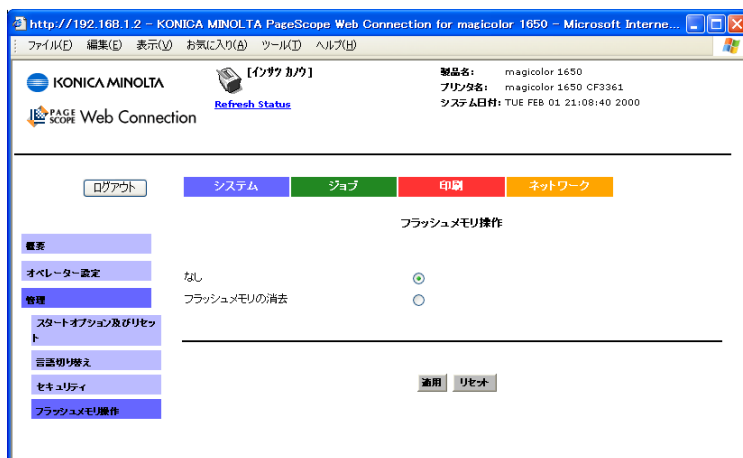 http://192.168.1.2 - KONICA MINOLTA PageScope Web Connection for magicolor 1650 - Microsoft Interne...
ファイル(F) 編集(E) 表示(V) お気に入り(A) ツール(T) ヘルプ(H)
KONICA MINOLTA
[インサツ カノウ]
製品名: magicolor 1650
プリンタ名: magicolor 1650 CF3361
Refresh Status
システム日付: TUE FEB 01 21:08:40 2000
PAGE SCOPE Web Connection
ログアウト
システム ジョブ 印刷 ネットワーク
フラッシュメモリ操作
概要
オペレーター設定
なし
管理
フラッシュメモリの消去
スタートオプション及びリセッ
ト
言語切り替え
セキュリティ
適用 リセット
フラッシュメモリ操作